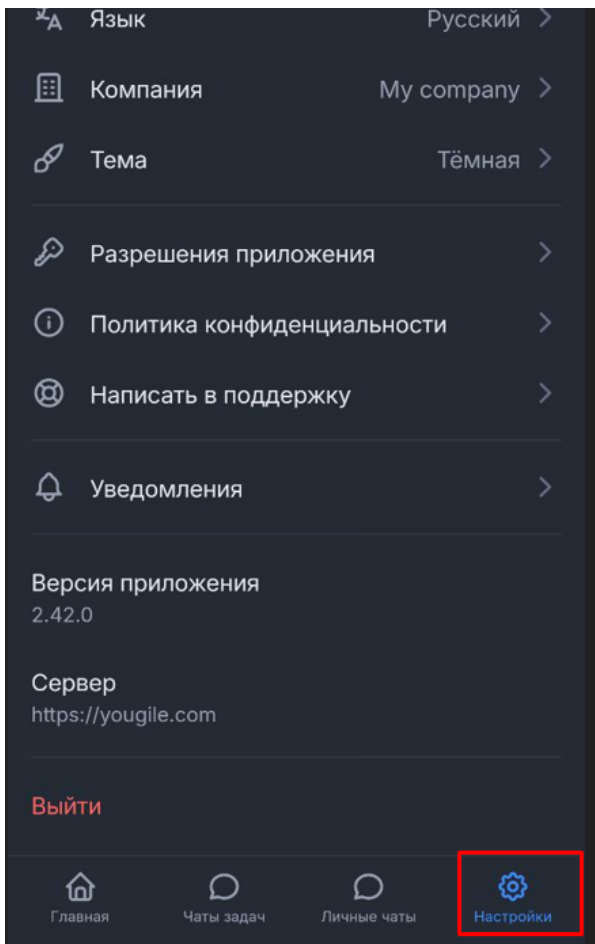 Язык Русский
Компания My company
Тема Тёмная
Разрешения приложения
Политика конфиденциальности
Написать в поддержку
Уведомления
Версия приложения
2.42.0
Сервер
https://yougile.com
Выйти
Главная Чаты задач Личные чаты Настройки